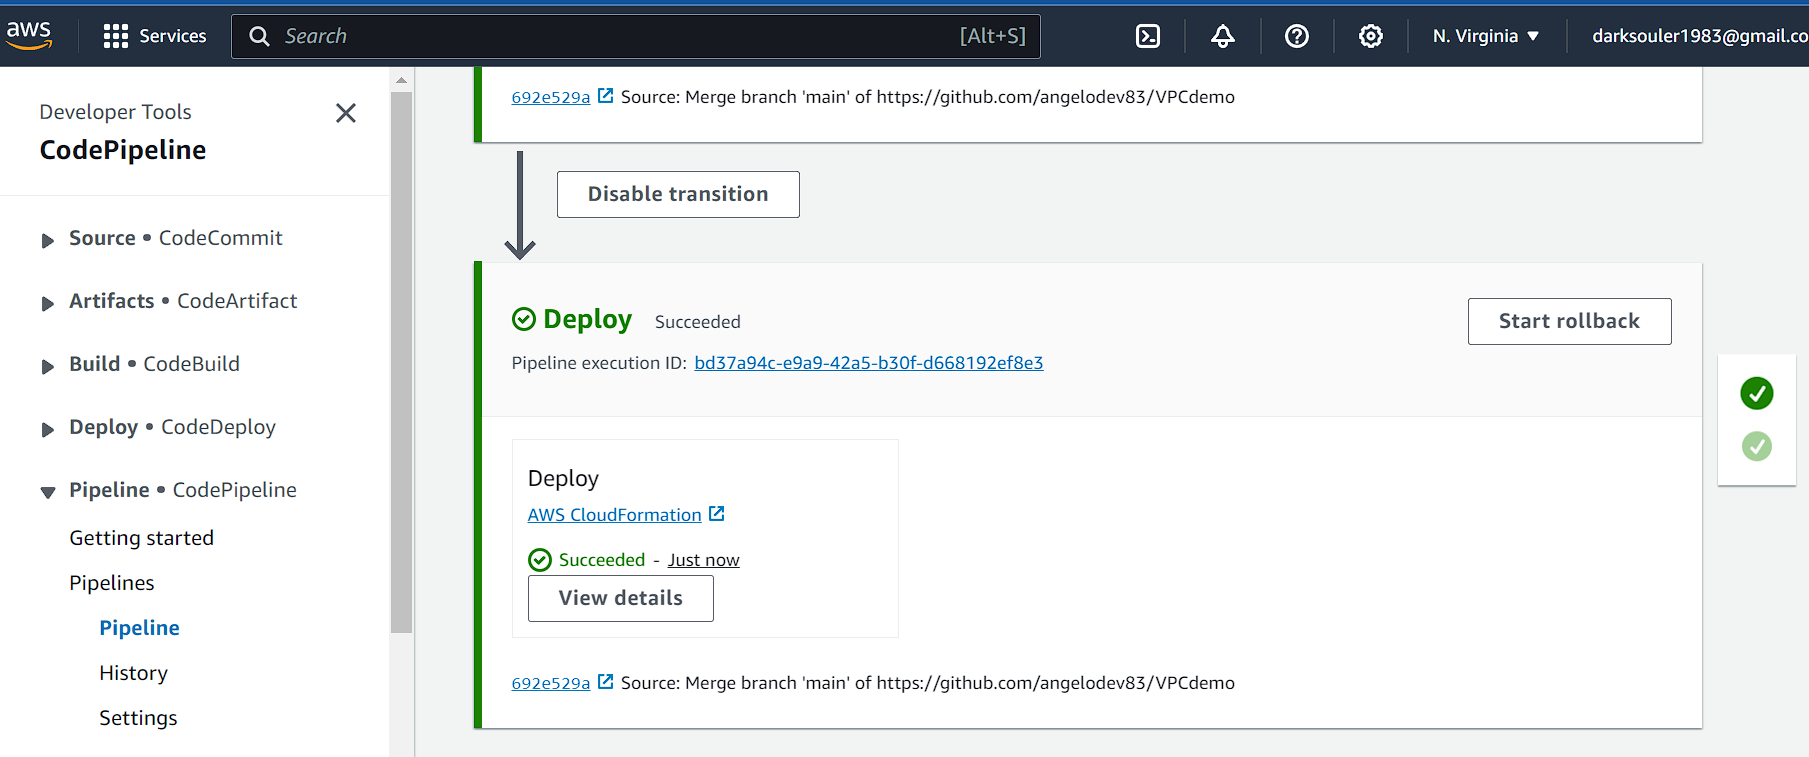 aws
Services
Search
[Alt+S]
N. Virginia
darksouler1983@gmail.co
Developer Tools
CodePipeline
Source • CodeCommit
Artifacts • CodeArtifact
Build • CodeBuild
Deploy • CodeDeploy
Pipeline • CodePipeline
Getting started
Pipelines
Pipeline
History
Settings
692e529a Source: Merge branch 'main' of https://github.com/angelodev83/VPCdemo
Disable transition
Deploy Succeeded
Start rollback
Pipeline execution ID: bd37a94c-e9a9-42a5-b30f-d668192ef8e3
Deploy
AWS CloudFormation
Succeeded - Just now
View details
692e529a Source: Merge branch 'main' of https://github.com/angelodev83/VPCdemo